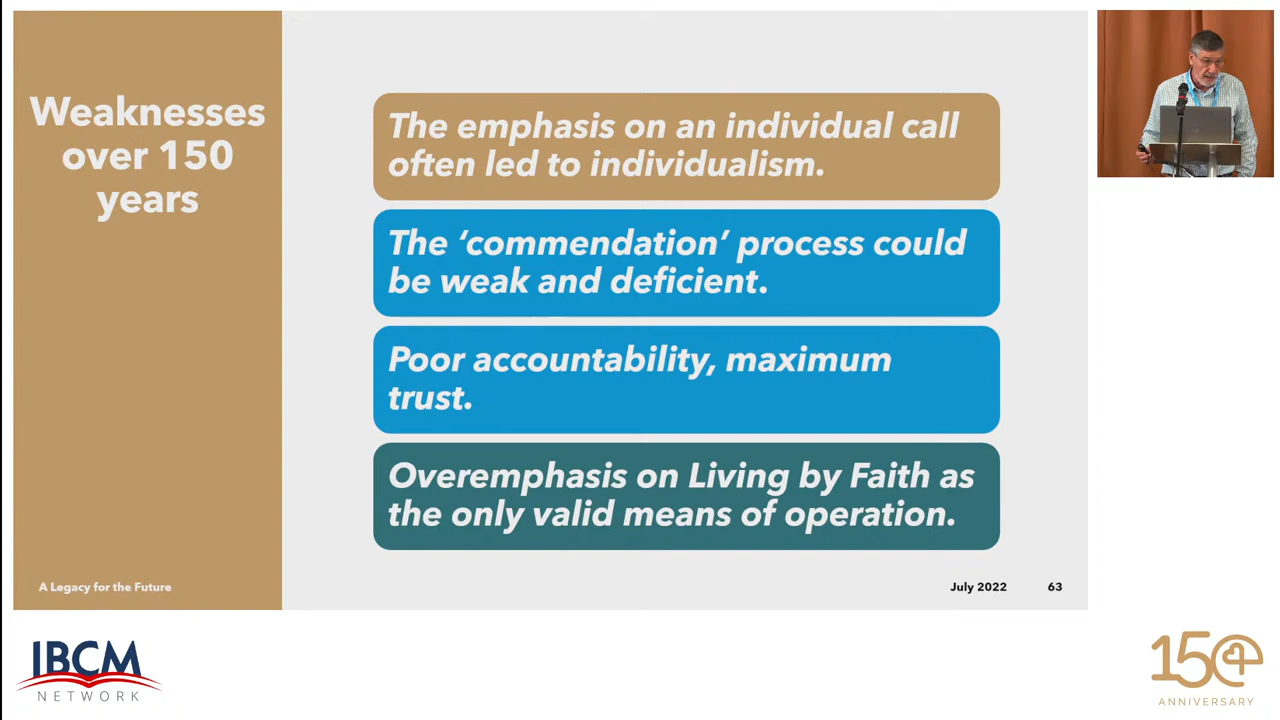 Weaknesses
over 150
years
The emphasis on an individual call
often led to individualism.
The ‘commendation’ process could
be weak and deficient.
Poor accountability, maximum
trust.
Overemphasis on Living by Faith as
the only valid means of operation.
A Legacy for the Future
July 2022
63
IBCM
NETWORK
150
ANNIVERSARY